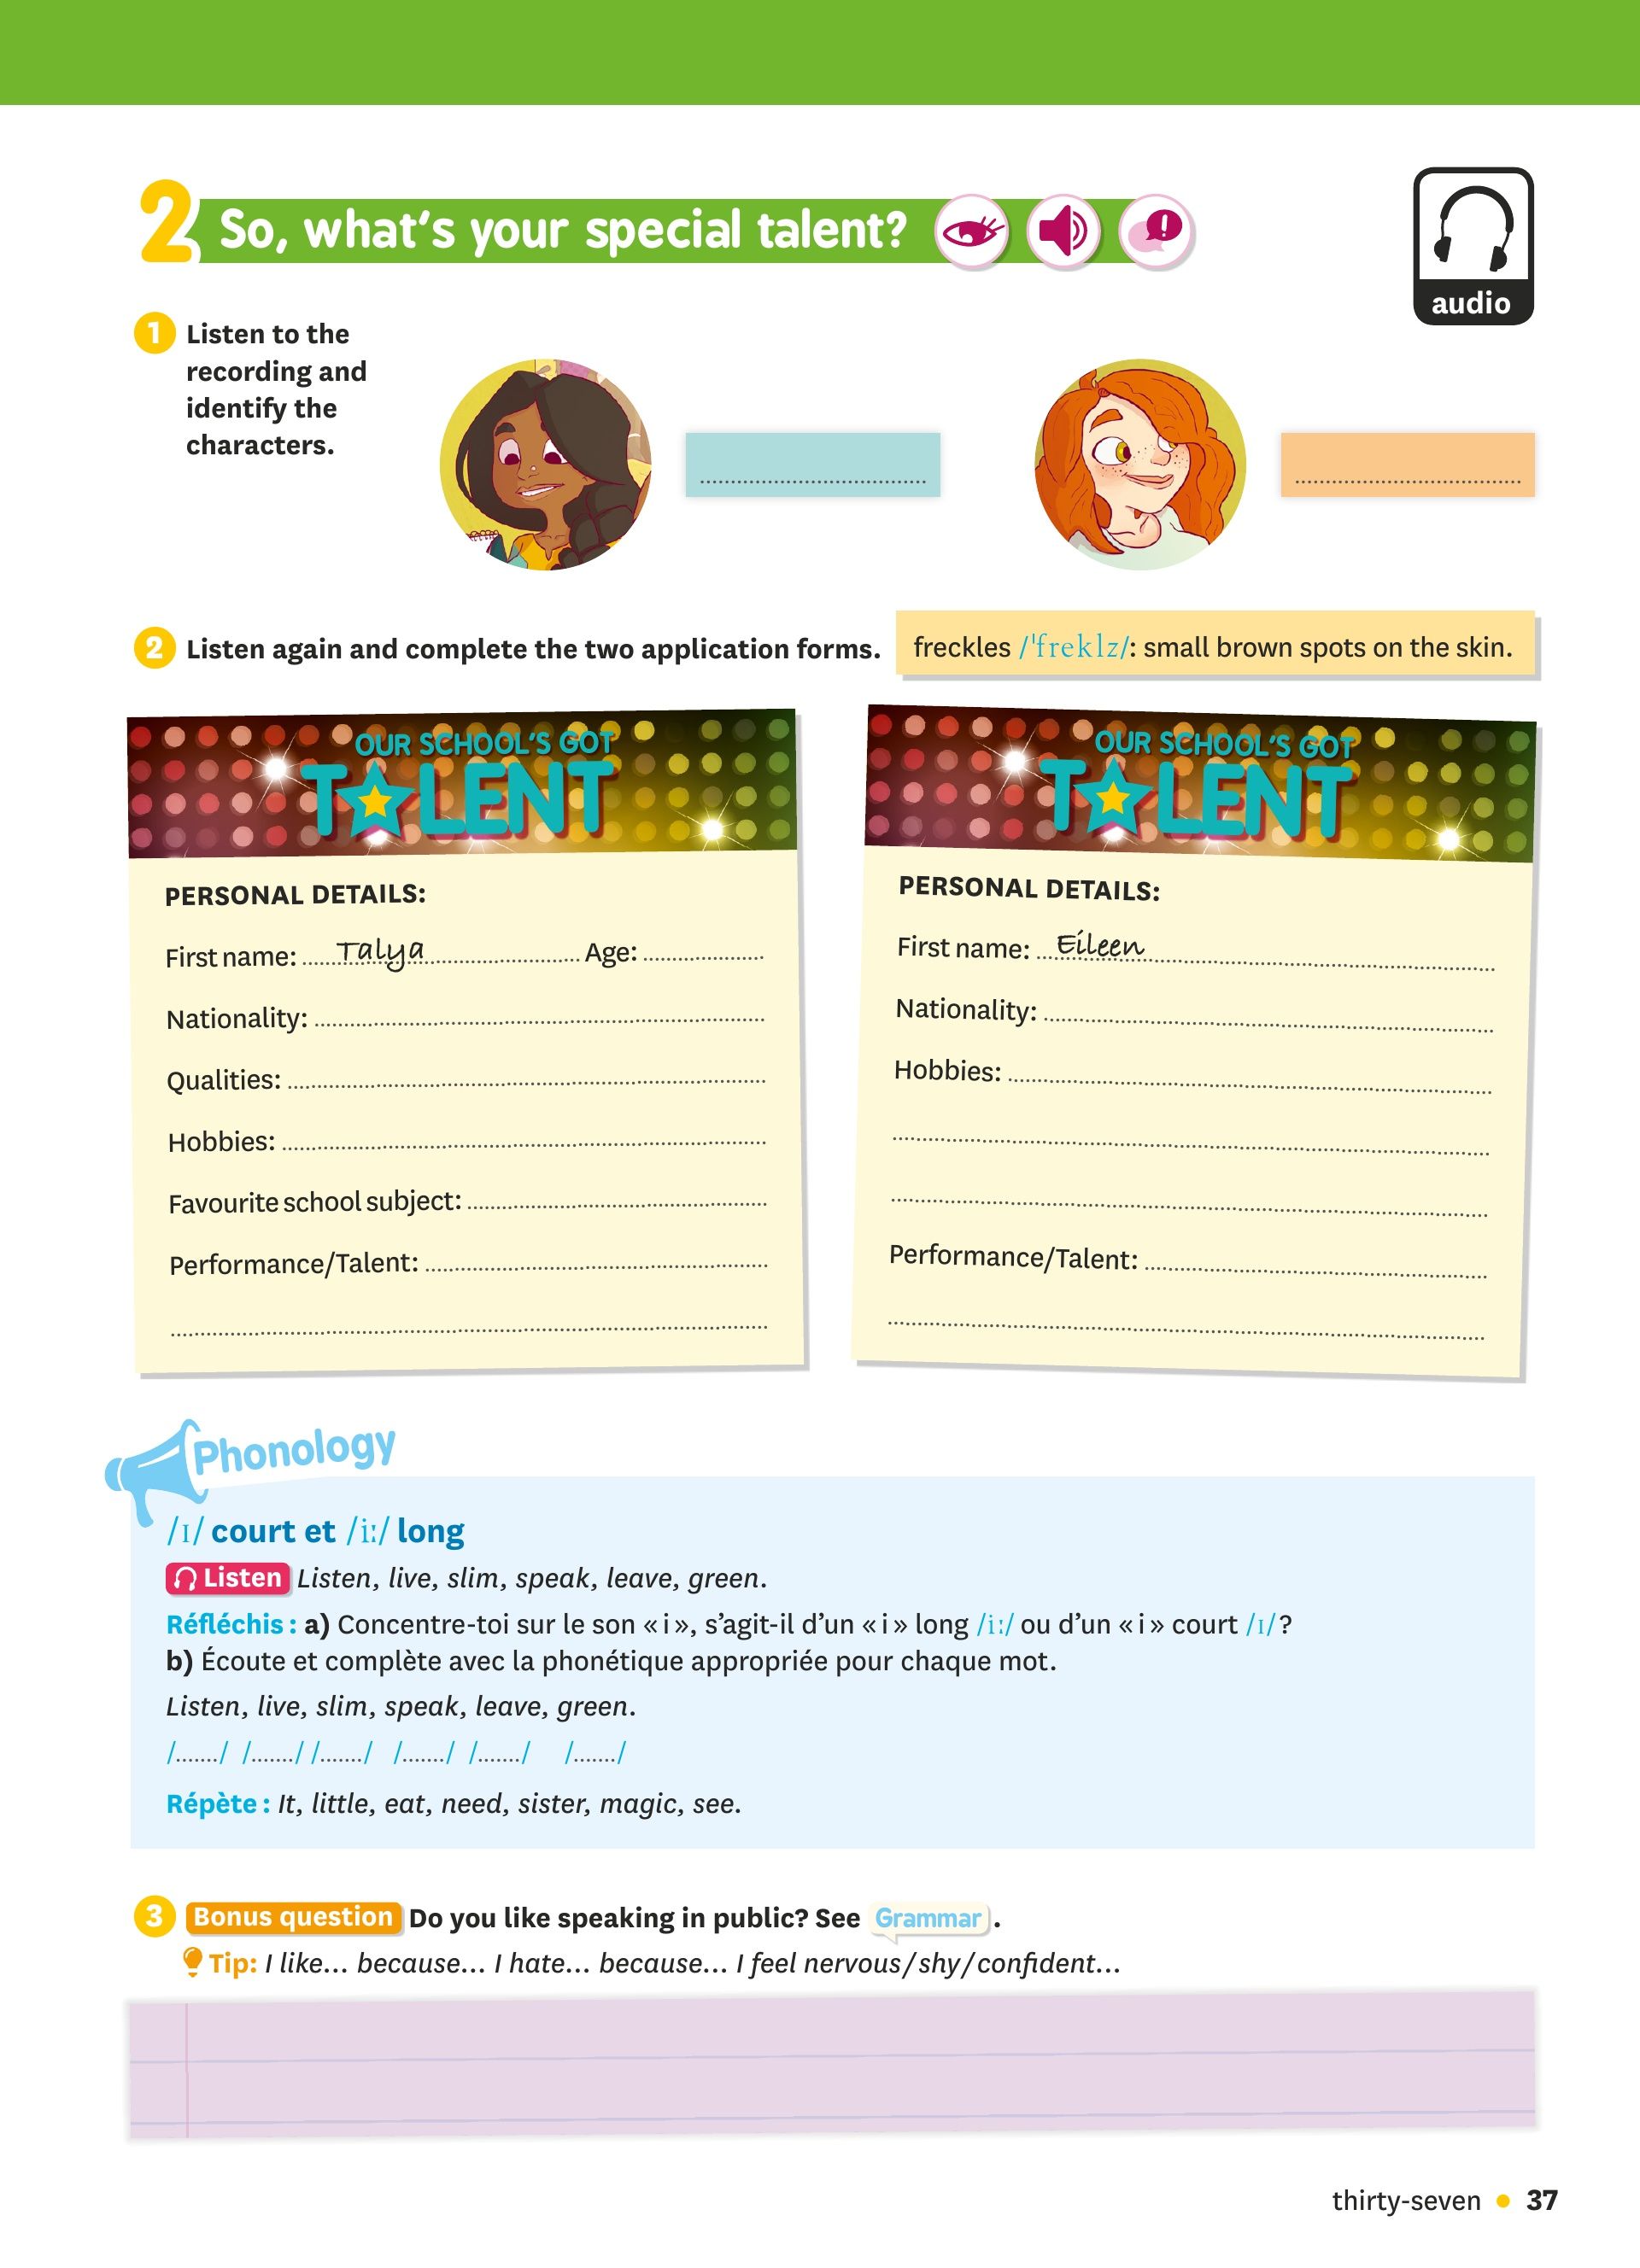 2 So, what's your special talent?
audio
1 Listen to the
recording and
identify the
characters.
2 Listen again and complete the two application forms.
freckles /ˈfreklz/: small brown spots on the skin.
OUR SCHOOL'S GOT
TALENT
PERSONAL DETAILS:
First name: Talya Age:
Nationality:
Qualities:
Hobbies:
Favourite school subject:
Performance/Talent:
OUR SCHOOL'S GOT
TALENT
PERSONAL DETAILS:
First name: Eileen
Nationality:
Hobbies:
Performance/Talent:
Phonology
/ɪ/ court et /iː/ long
Listen Listen, live, slim, speak, leave, green.
Réfléchis : a) Concentre-toi sur le son « i », s'agit-il d'un « i » long /iː/ ou d'un « i » court /ɪ/ ?
b) Écoute et complète avec la phonétique appropriée pour chaque mot.
Listen, live, slim, speak, leave, green.
/......./ /......./ /......./ /......./ /......./ /......./
Répète : It, little, eat, need, sister, magic, see.
3 Bonus question Do you like speaking in public? See Grammar.
Tip: I like... because... I hate... because... I feel nervous/shy/confident...
thirty-seven • 37